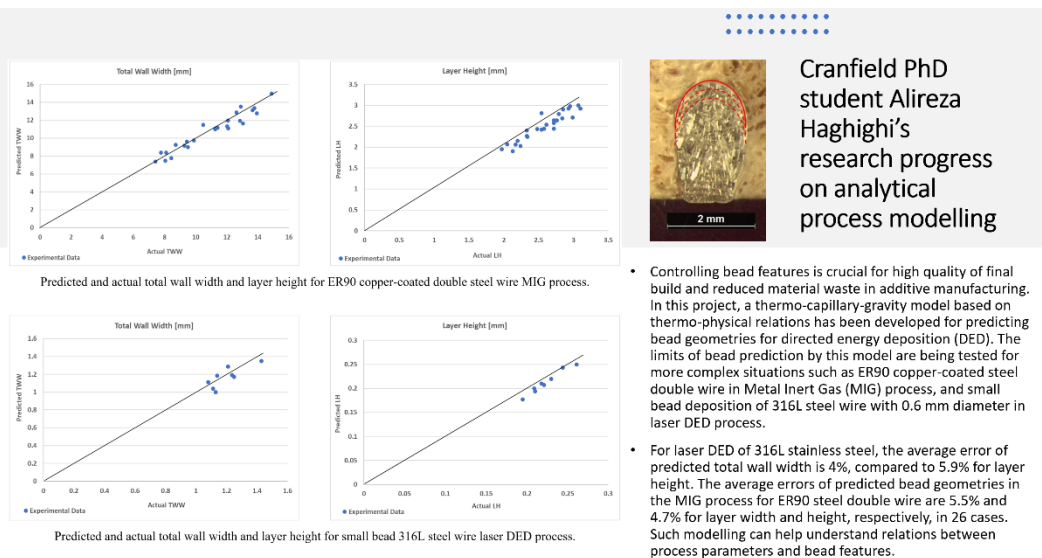 Total Wall Width [mm]
Predicted TWW
16
14
12
10
8
6
4
2
0
0 2 4 6 8 10 12 14 16
Actual TWW
Experimental Data
Layer Height [mm]
Predicted LH
3.5
3
2.5
2
1.5
1
0.5
0
0 0.5 1 1.5 2 2.5 3 3.5
Actual LH
Experimental Data
Predicted and actual total wall width and layer height for ER90 copper-coated double steel wire MIG process.
Total Wall Width [mm]
Predicted TWW
1.6
1.4
1.2
1
0.8
0.6
0.4
0.2
0
0 0.2 0.4 0.6 0.8 1 1.2 1.4 1.6
Actual TWW
Experimental Data
Layer Height [mm]
Predicted LH
0.3
0.25
0.2
0.15
0.1
0.05
0
0 0.05 0.1 0.15 0.2 0.25 0.3
Actual LH
Experimental Data
Predicted and actual total wall width and layer height for small bead 316L steel wire laser DED process.
2 mm
Cranfield PhD
student Alireza
Haghighi's
research progress
on analytical
process modelling
• Controlling bead features is crucial for high quality of final
build and reduced material waste in additive manufacturing.
In this project, a thermo-capillary-gravity model based on
thermo-physical relations has been developed for predicting
bead geometries for directed energy deposition (DED). The
limits of bead prediction by this model are being tested for
more complex situations such as ER90 copper-coated steel
double wire in Metal Inert Gas (MIG) process, and small
bead deposition of 316L steel wire with 0.6 mm diameter in
laser DED process.
• For laser DED of 316L stainless steel, the average error of
predicted total wall width is 4%, compared to 5.9% for layer
height. The average errors of predicted bead geometries in
the MIG process for ER90 steel double wire are 5.5% and
4.7% for layer width and height, respectively, in 26 cases.
Such modelling can help understand relations between
process parameters and bead features.